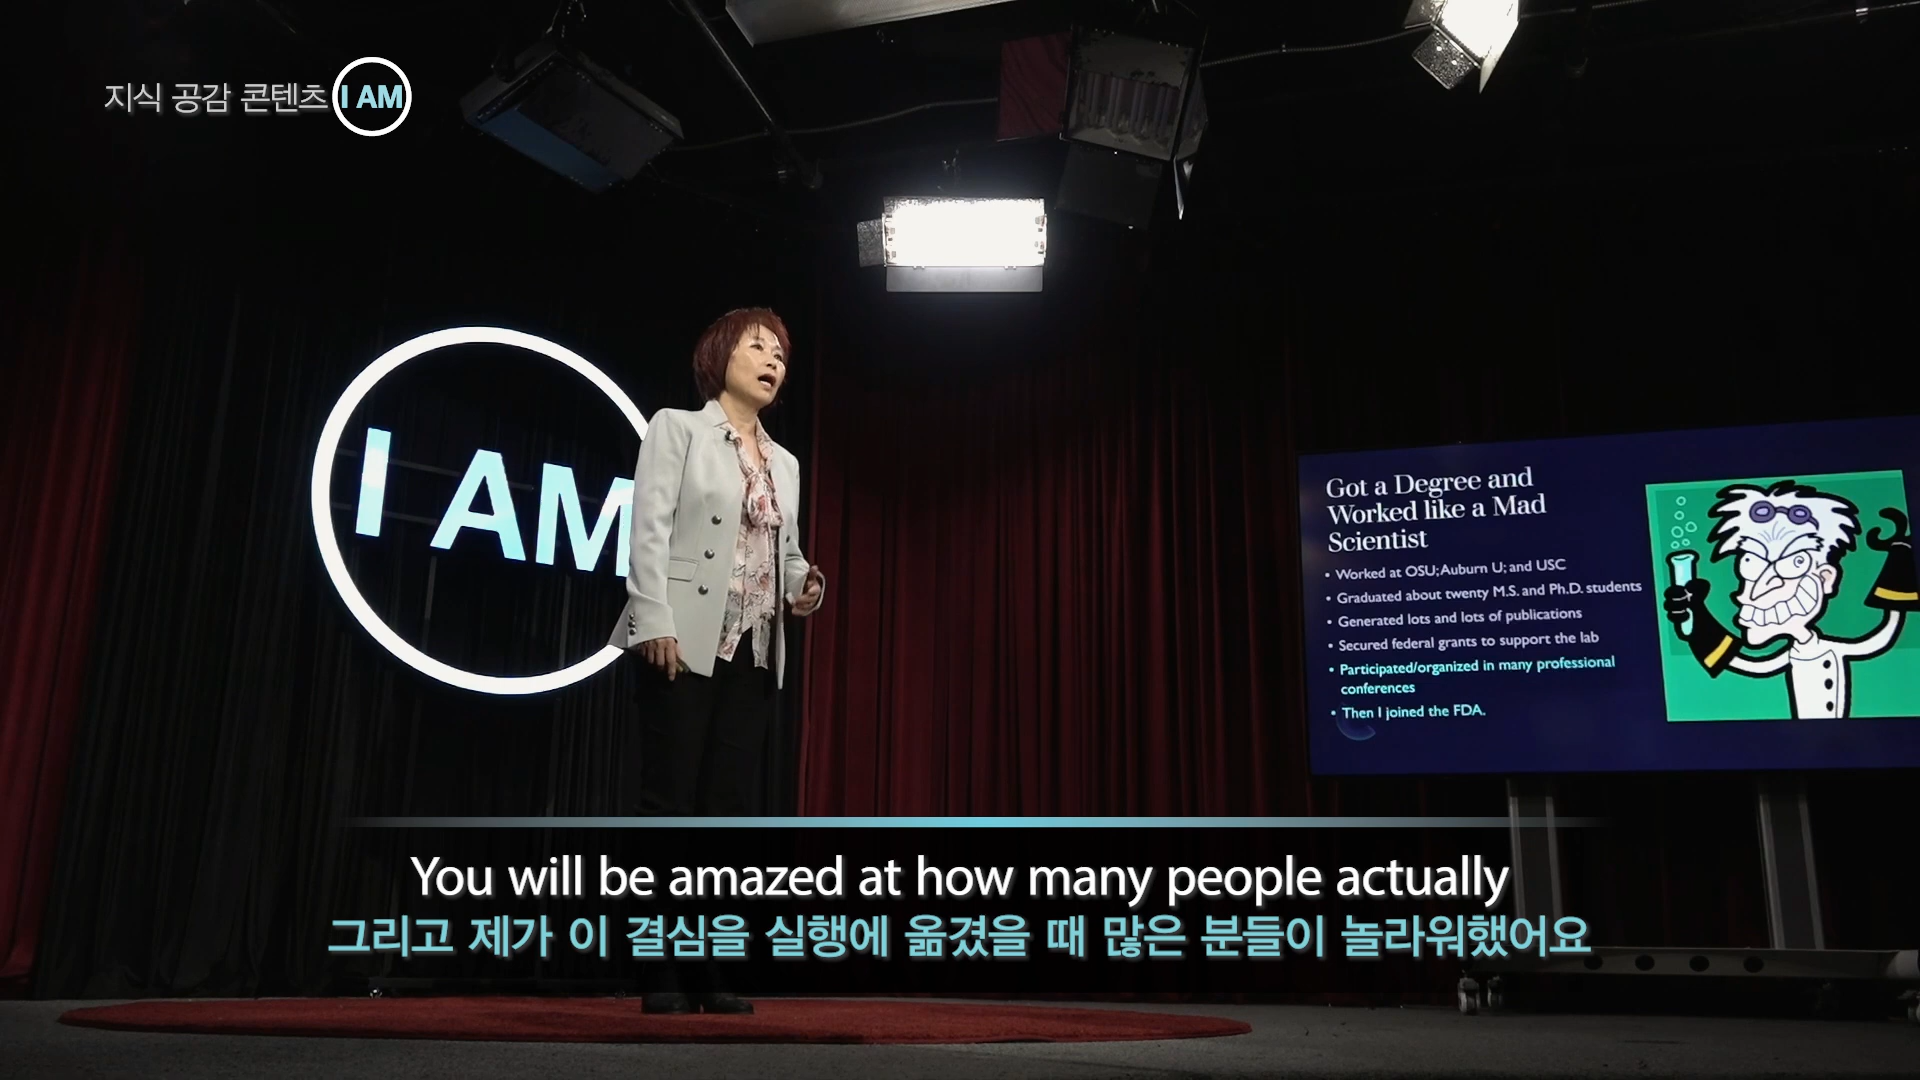 지식 공감 콘텐츠 I AM
I AM
Got a Degree and
Worked like a Mad
Scientist
• Worked at OSU; Auburn U; and USC
• Graduated about twenty M.S. and Ph.D. students
• Generated lots and lots of publications
• Secured federal grants to support the lab
• Participated/organized in many professional
conferences
• Then I joined the FDA.
You will be amazed at how many people actually
그리고 제가 이 결심을 실행에 옮겼을 때 많은 분들이 놀라워했어요